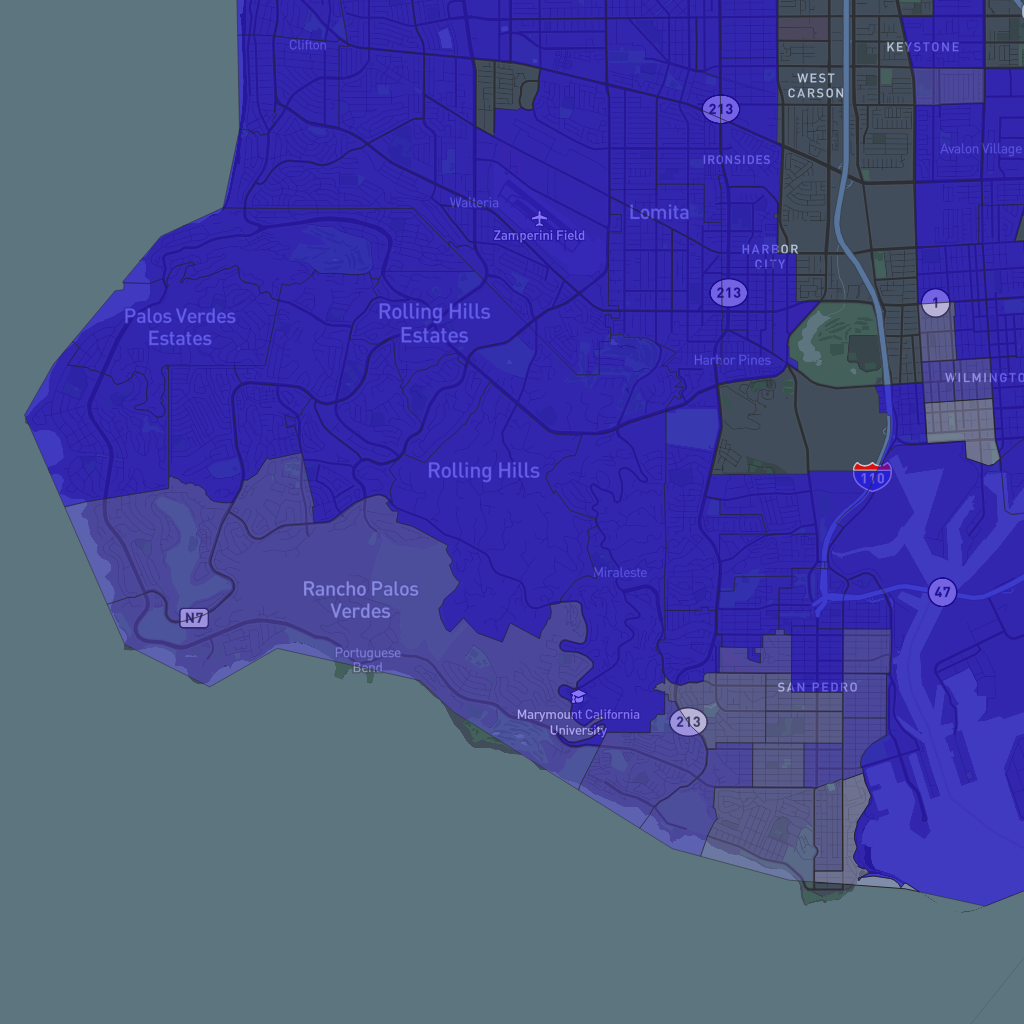 Clifton
KEYSTONE
WEST
CARSON
213
Avalon Village
IRONSIDES
Walteria
Lomita
Zamperini Field
HARBOR
CITY
213
1
Palos Verdes
Estates
Rolling Hills
Estates
Harbor Pines
WILMINGTO
Rolling Hills
110
Miraleste
47
Rancho Palos
Verdes
N7
Portuguese
Bend
SAN PEDRO
Marymount California
University
213